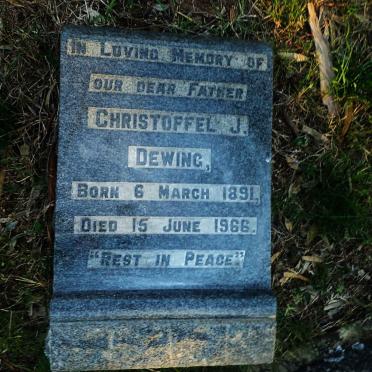 In Loving Memory of
our dear Father
Christoffel J.
Dewing,
Born 6 March 1891.
Died 15 June 1966.
"Rest in Peace."